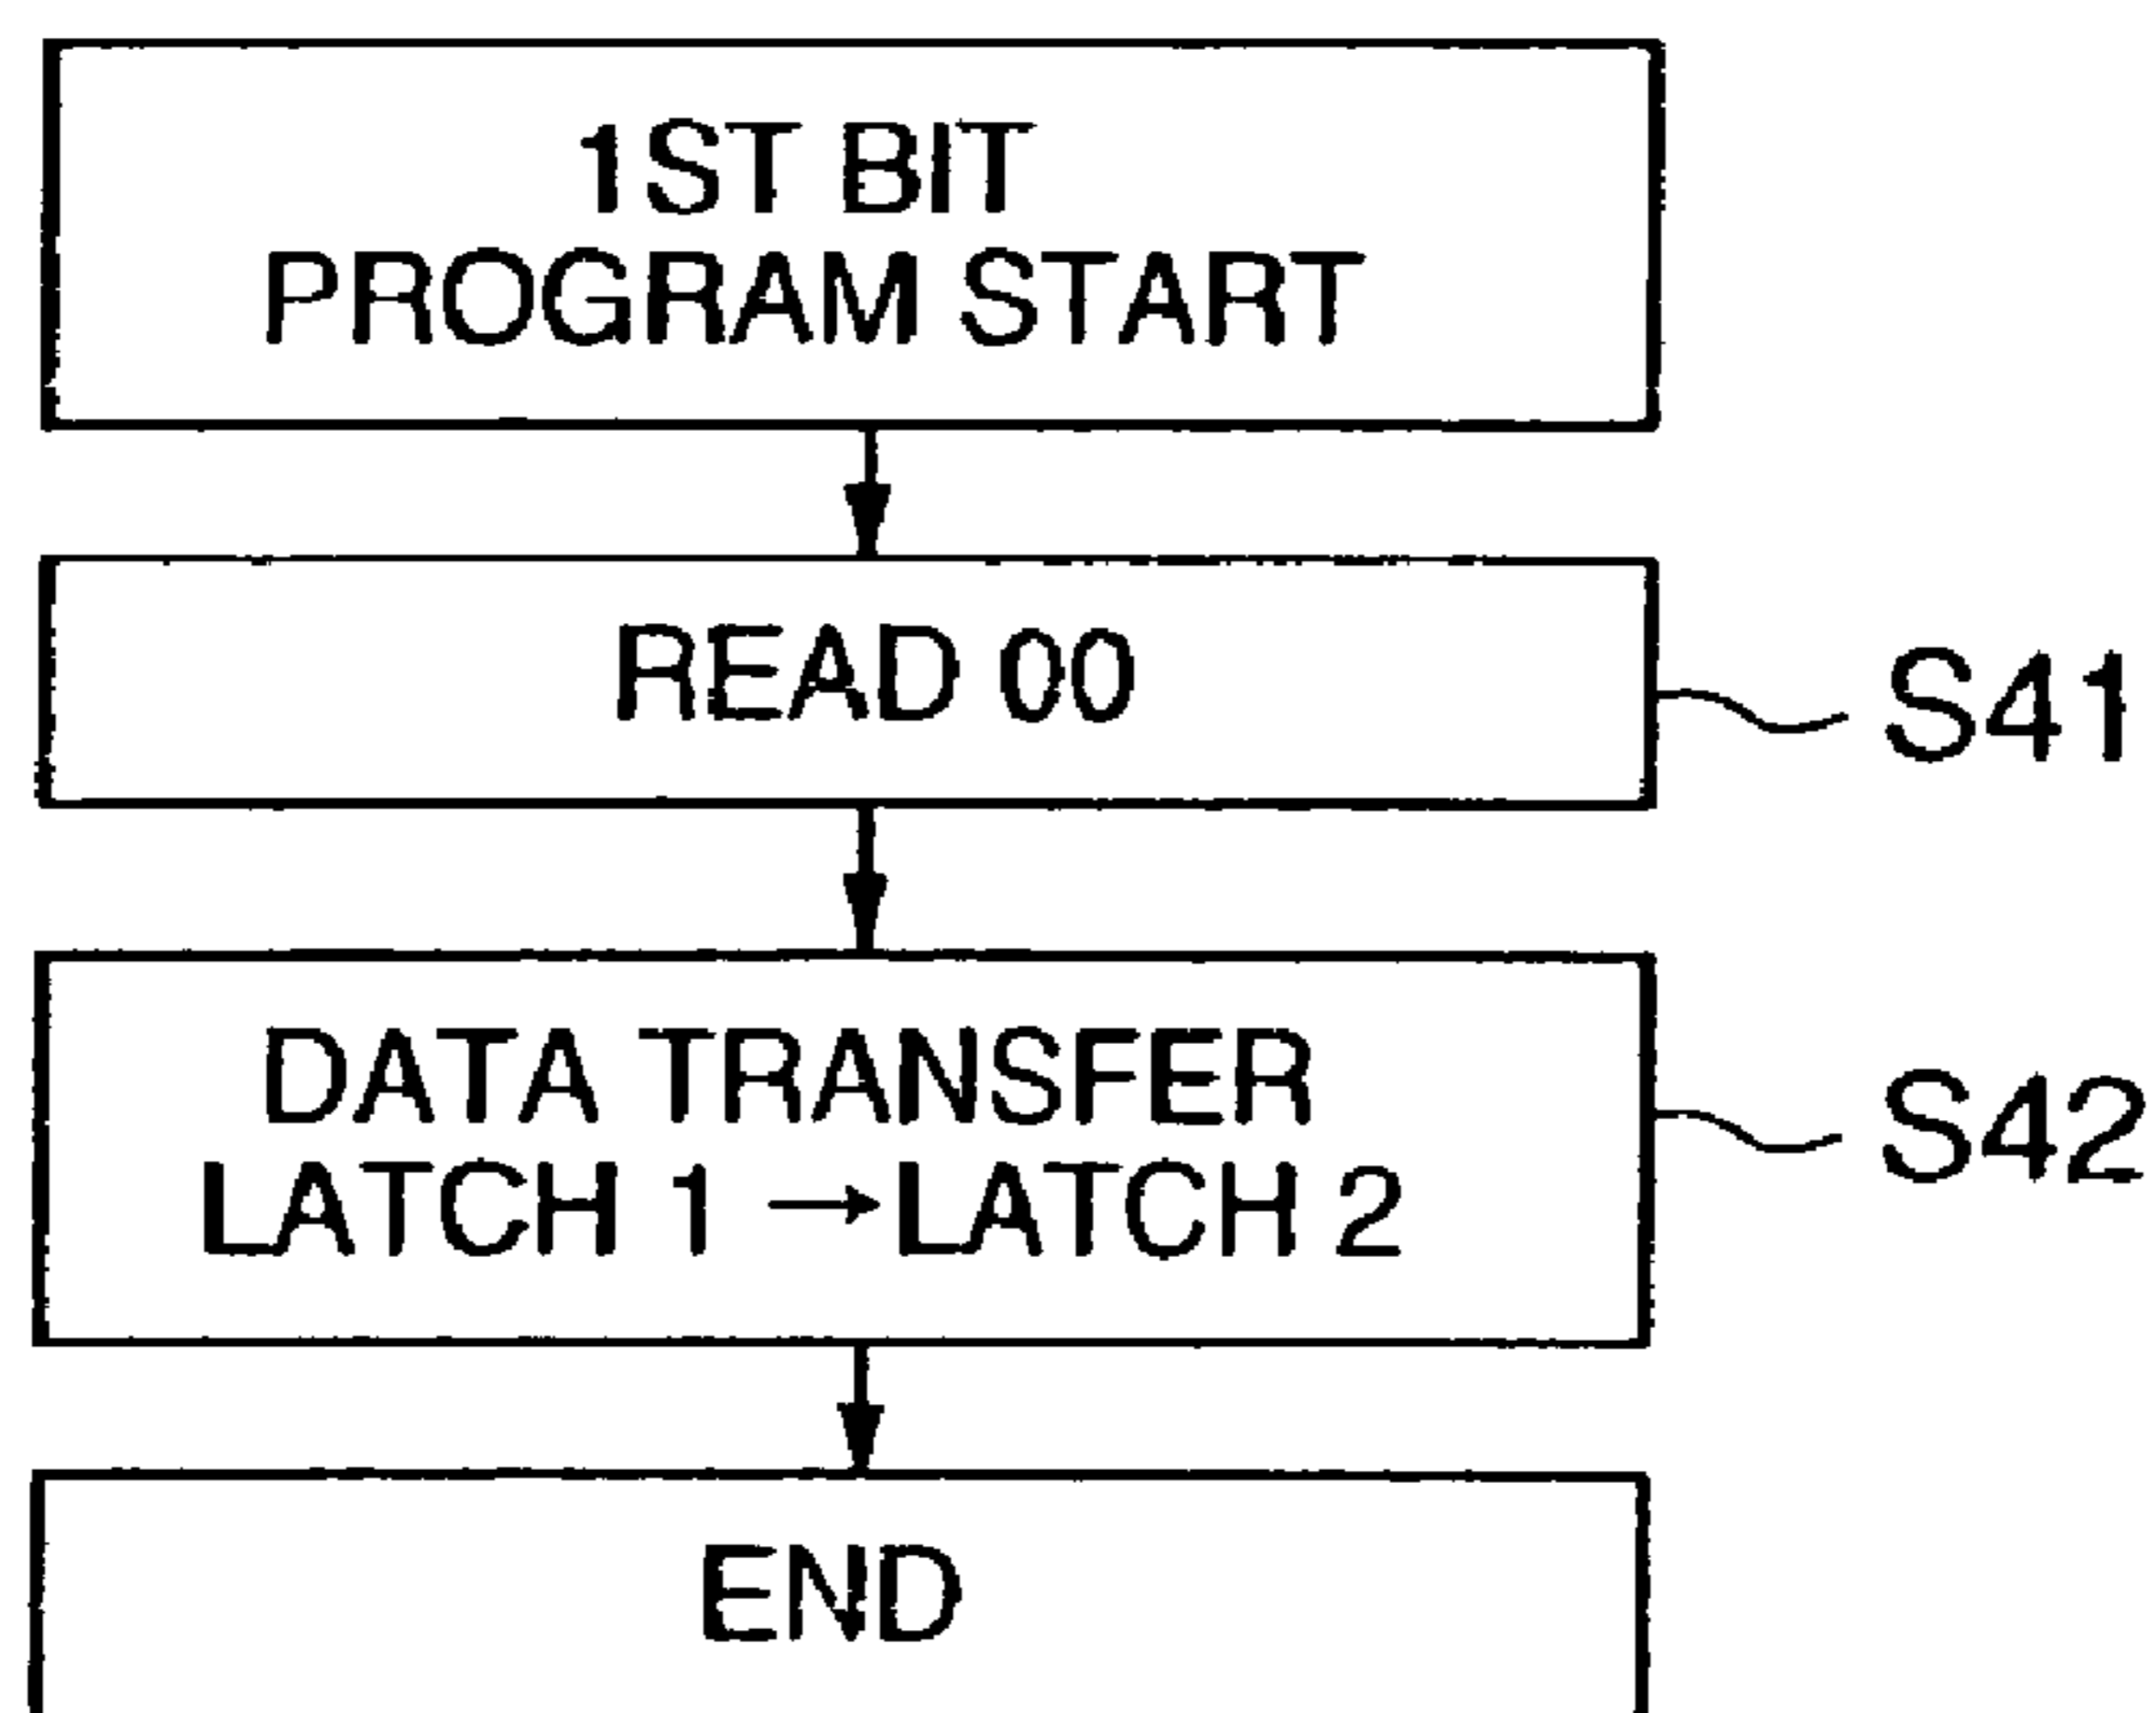 1ST BIT
PROGRAM START
READ 00
S41
DATA TRANSFER
LATCH 1 → LATCH 2
S42
END